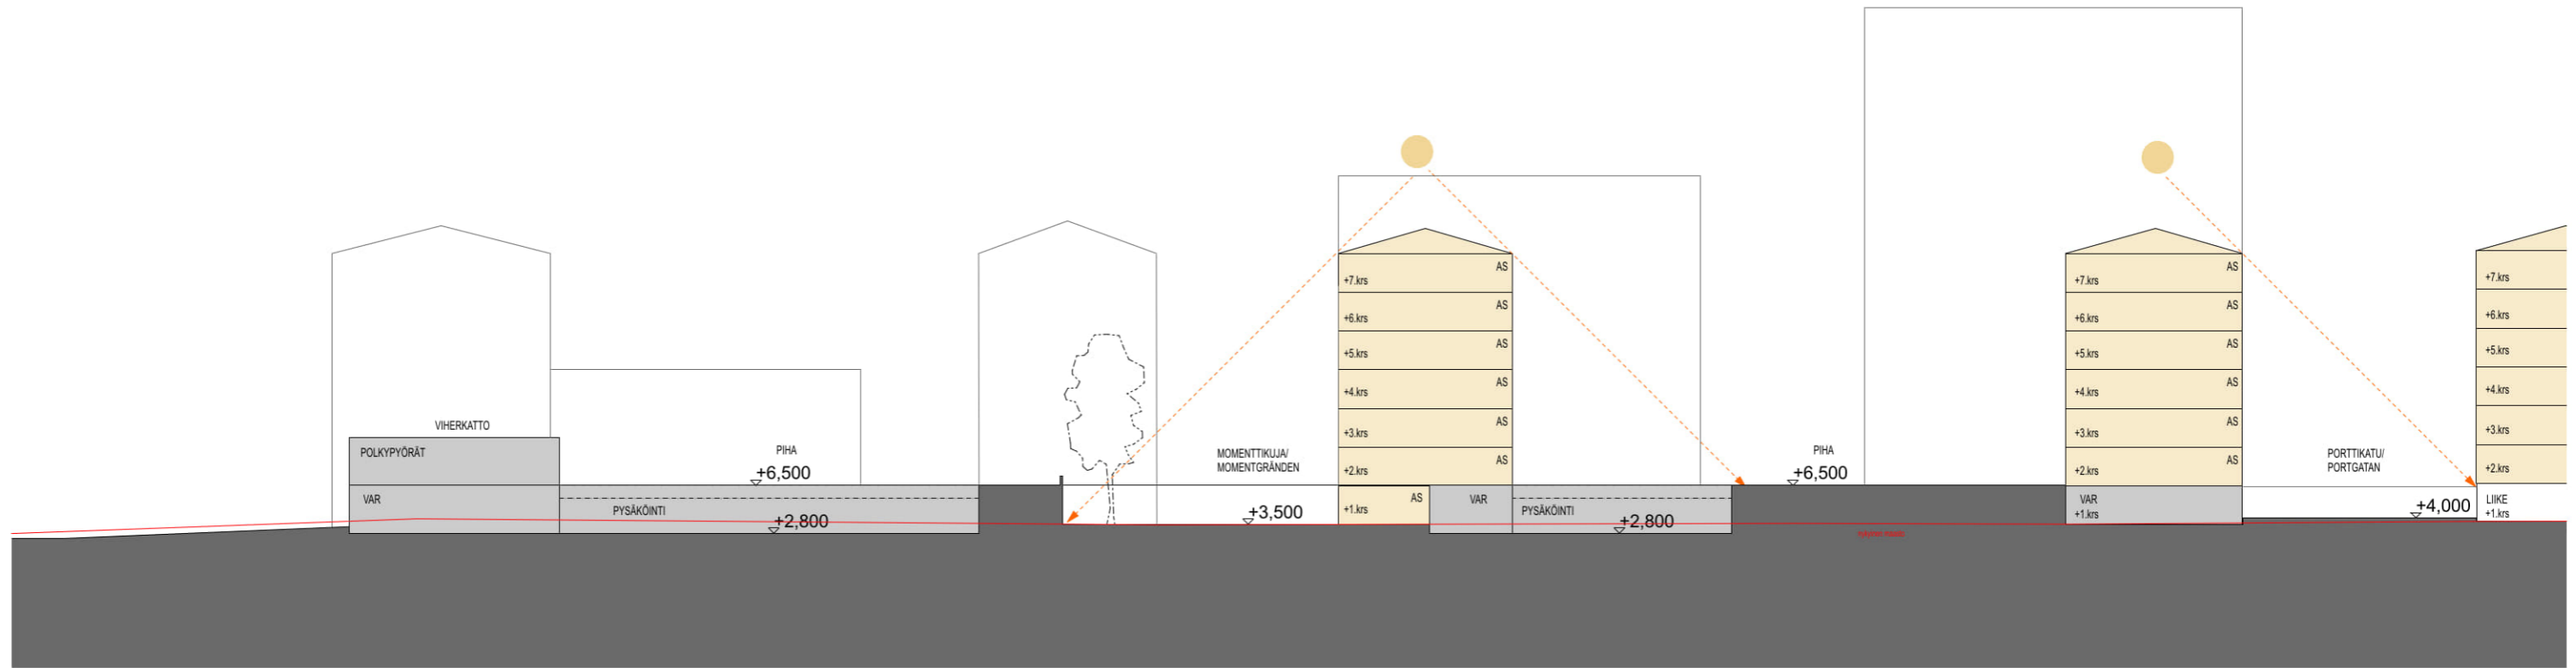 VIHERKATTO
POLKYPYÖRÄT
VAR
PYSÄKÖINTI
PIHA
+6,500
+2,800
MOMENTTIKUJA/
MOMENTGRÄNDEN
+3,500
AS
+7.krs
AS
+6.krs
AS
+5.krs
AS
+4.krs
AS
+3.krs
AS
+2.krs
AS
+1.krs
VAR
PYSÄKÖINTI
+2,800
PIHA
+6,500
AS
+7.krs
AS
+6.krs
AS
+5.krs
AS
+4.krs
AS
+3.krs
AS
+2.krs
VAR
+1.krs
PORTTIKATU/
PORTGATAN
+4,000
+7.krs
+6.krs
+5.krs
+4.krs
+3.krs
+2.krs
LIIKE
+1.krs